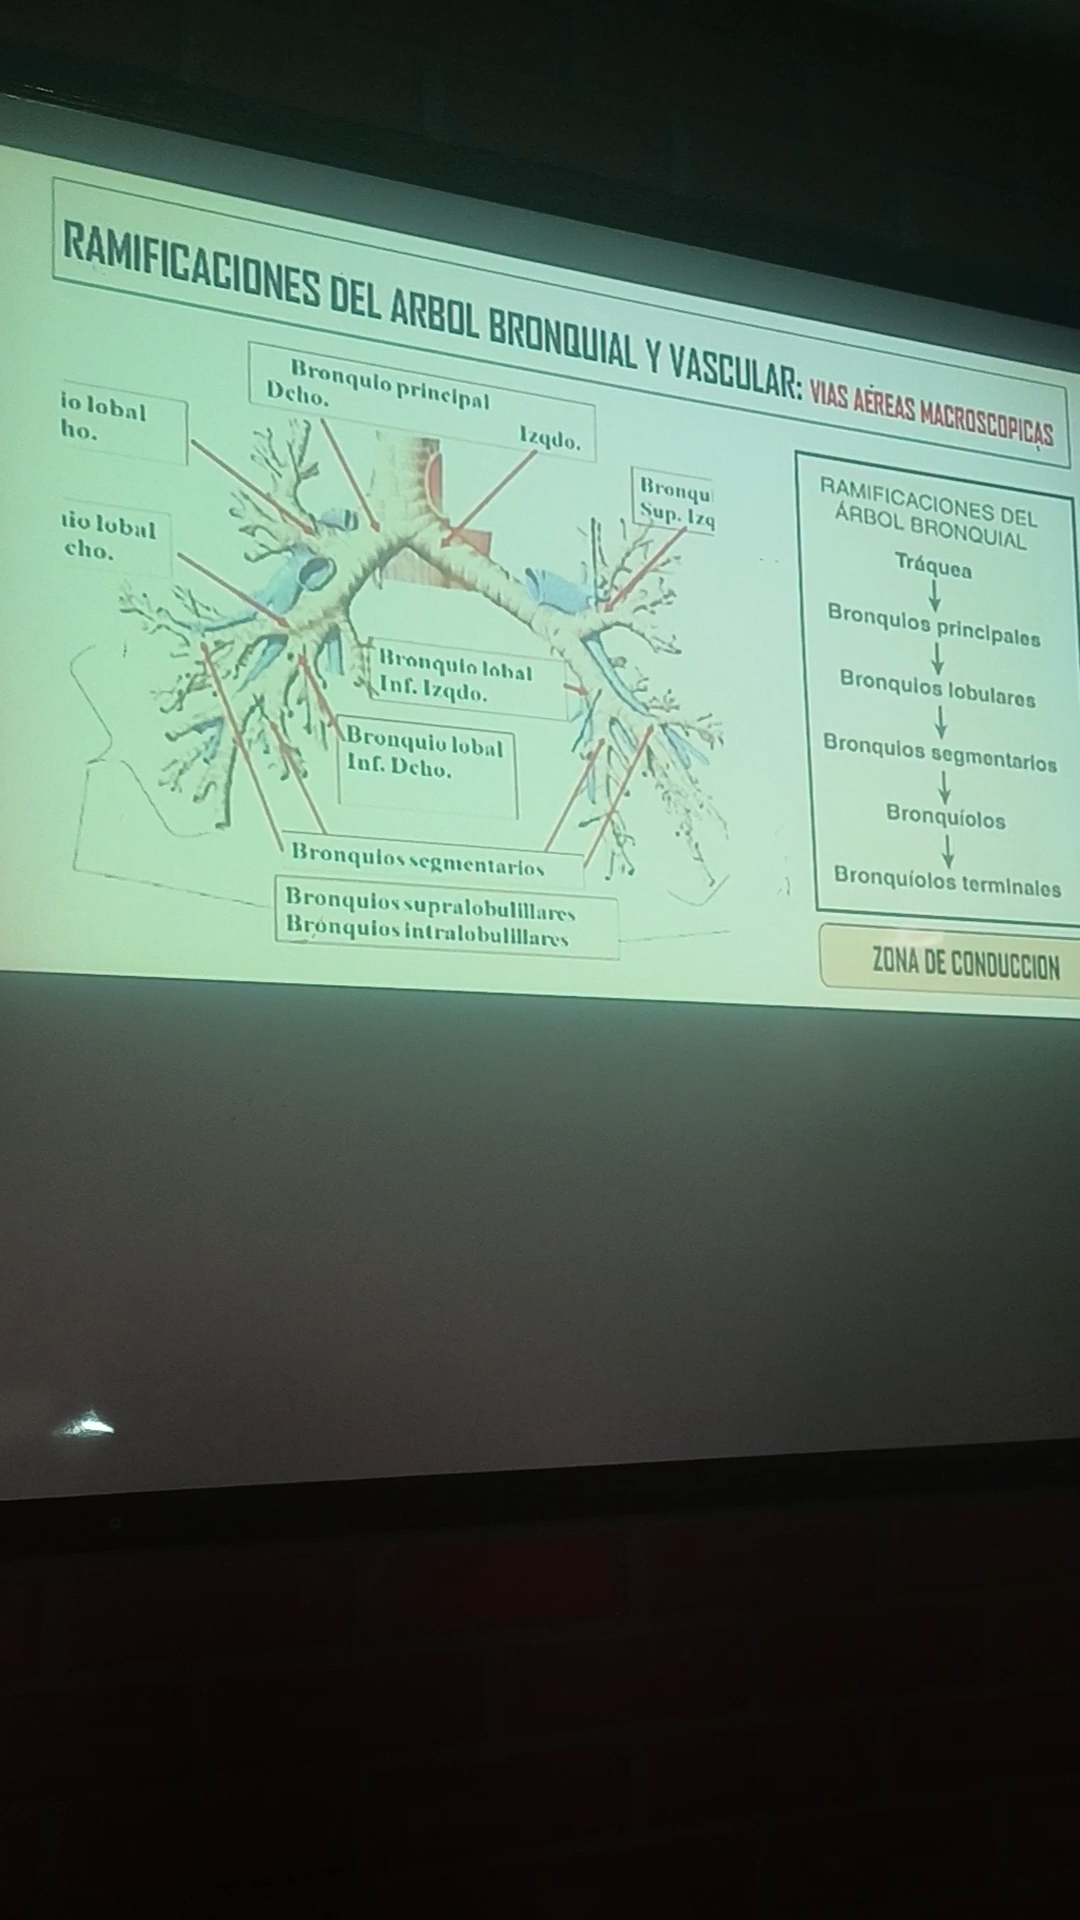 RAMIFICACIONES DEL ARBOL BRONQUIAL Y VASCULAR: VIAS AÉREAS MACROSCOPICAS
Bronquio principal
Dcho.
Izqdo.
io lobal
ho.
Bronqu
Sup. Izq
io lobal
cho.
Bronquio lobal
Inf. Izqdo.
Bronquio lobal
Inf. Dcho.
Bronquios segmentarios
Bronquios supralobulillares
Bronquios intralobulillares
RAMIFICACIONES DEL
ÁRBOL BRONQUIAL
Tráquea
Bronquios principales
Bronquios lobulares
Bronquios segmentarios
Bronquíolos
Bronquíolos terminales
ZONA DE CONDUCCION